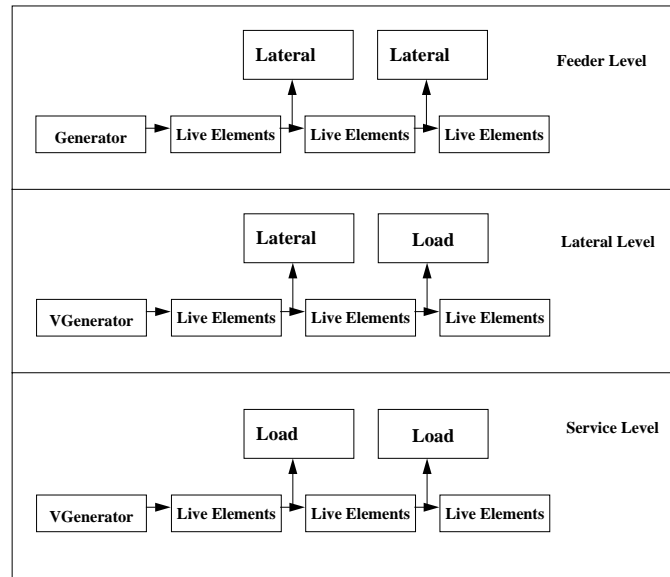 Lateral
Lateral
Feeder Level
Generator
Live Elements
Live Elements
Live Elements
Lateral
Load
Lateral Level
VGenerator
Live Elements
Live Elements
Live Elements
Load
Load
Service Level
VGenerator
Live Elements
Live Elements
Live Elements